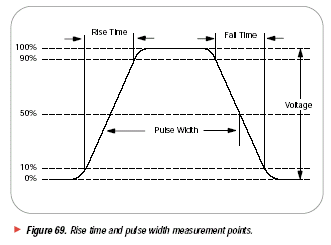 Rise Time
Fall Time
100%
90%
Voltage
50%
Pulse Width
10%
0%
Figure 69. Rise time and pulse width measurement points.